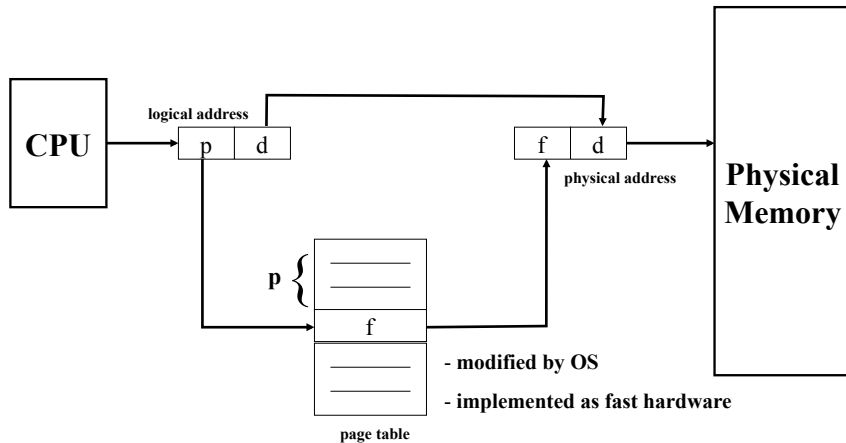 logical address
CPU
p d
f d
physical address
Physical
Memory
p
f
- modified by OS
- implemented as fast hardware
page table